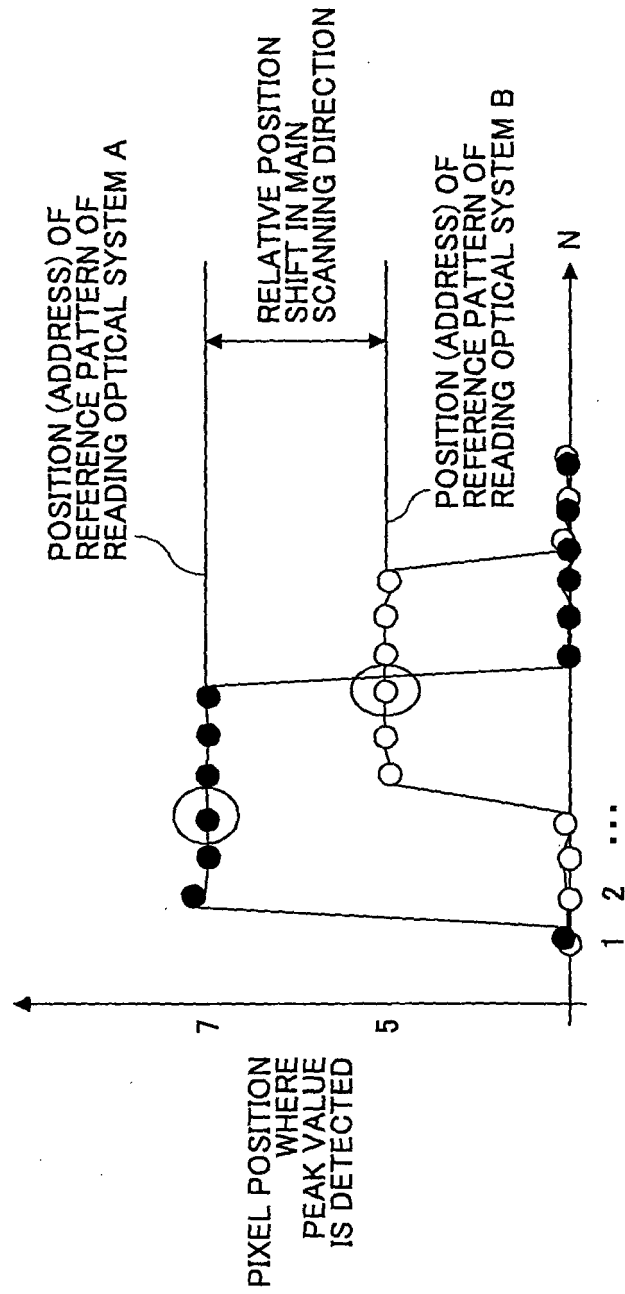 POSITION (ADDRESS) OF
REFERENCE PATTERN OF
READING OPTICAL SYSTEM A
RELATIVE POSITION
SHIFT IN MAIN
SCANNING DIRECTION
POSITION (ADDRESS) OF
REFERENCE PATTERN OF
READING OPTICAL SYSTEM B
PIXEL POSITION
WHERE
PEAK VALUE
IS DETECTED
7
5
1 2 ...
N